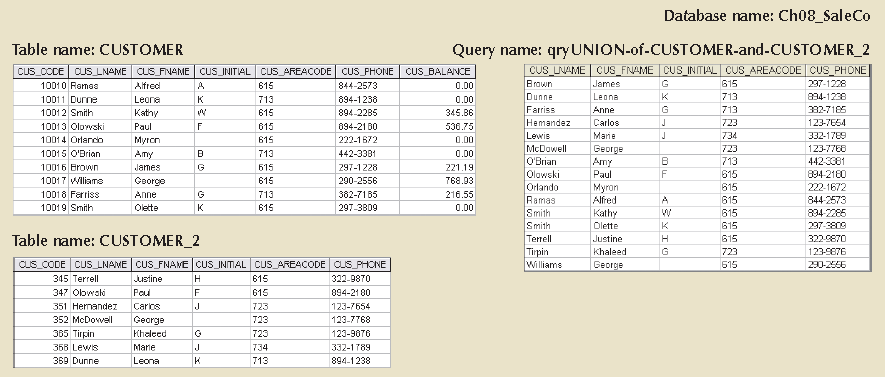 Database name: Ch08_SaleCo
Table name: CUSTOMER
CUS_CODE CUS_LNAME CUS_FNAME CUS_INITIAL CUS_AREACODE CUS_PHONE CUS_BALANCE
10010 Ramas Alfred A 615 844-2573 0.00
10011 Dunne Leona K 713 894-1238 0.00
10012 Smith Kathy W 615 894-2285 345.86
10013 Olowski Paul F 615 894-2180 536.75
10014 Orlando Myron 615 222-1672 0.00
10015 O'Brian Amy B 713 442-3381 0.00
10016 Brown James G 615 297-1228 221.19
10017 Williams George 615 290-2556 768.93
10018 Farriss Anne G 713 382-7185 216.55
10019 Smith Olette K 615 297-3809 0.00
Table name: CUSTOMER_2
CUS_CODE CUS_LNAME CUS_FNAME CUS_INITIAL CUS_AREACODE CUS_PHONE
345 Terrell Justine H 615 322-9870
347 Olowski Paul F 615 894-2180
351 Hernandez Carlos J 723 123-7654
352 McDowell George 723 123-7768
365 Tirpin Khaleed G 723 123-9876
368 Lewis Marie J 734 332-1789
369 Dunne Leona K 713 894-1238
Query name: qryUNION-of-CUSTOMER-and-CUSTOMER_2
CUS_LNAME CUS_FNAME CUS_INITIAL CUS_AREACODE CUS_PHONE
Brown James G 615 297-1228
Dunne Leona K 713 894-1238
Farriss Anne G 713 382-7185
Hernandez Carlos J 723 123-7654
Lewis Marie J 734 332-1789
McDowell George 723 123-7768
O'Brian Amy B 713 442-3381
Olowski Paul F 615 894-2180
Orlando Myron 615 222-1672
Ramas Alfred A 615 844-2573
Smith Kathy W 615 894-2285
Smith Olette K 615 297-3809
Terrell Justine H 615 322-9870
Tirpin Khaleed G 723 123-9876
Williams George 615 290-2556